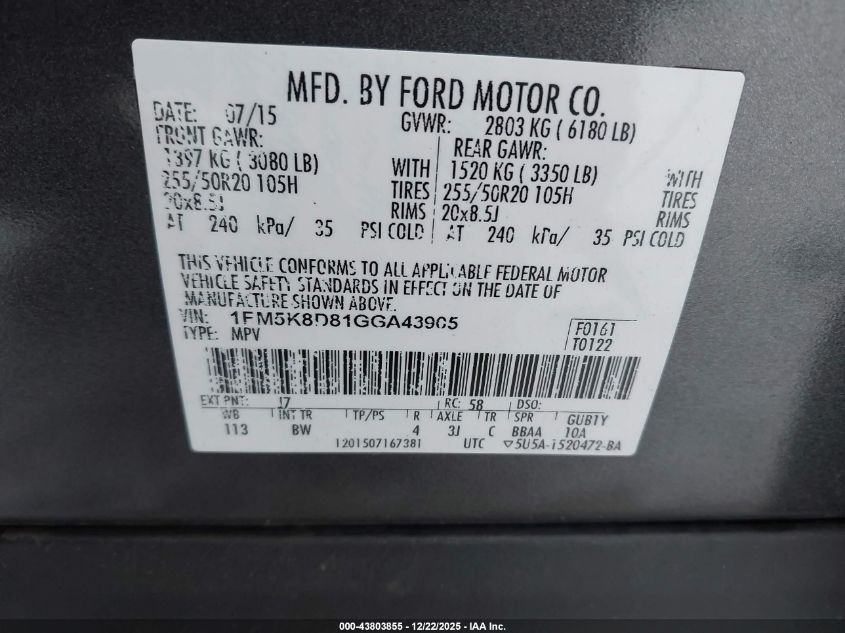 MFD. BY FORD MOTOR CO.
DATE: 07/15 GVWR: 2803 KG ( 6180 LB)
FRONT GAWR: REAR GAWR:
1397 KG ( 3080 LB) WITH 1520 KG ( 3350 LB) WITH
255/50R20 105H TIRES 255/50R20 105H TIRES
20x8.5J RIMS 20x8.5J RIMS
AT 240 kPa/ 35 PSI COLD AT 240 kPa/ 35 PSI COLD
THIS VEHICLE CONFORMS TO ALL APPLICABLE FEDERAL MOTOR
VEHICLE SAFETY STANDARDS IN EFFECT ON THE DATE OF
MANUFACTURE SHOWN ABOVE.
VIN: 1FM5K8D81GGA43905 F0161
TYPE: MPV T0122
EXT PNT: J7 RC: 58 DSO:
WB INT TR TP/PS R AXLE TR SPR GUB1Y
113 BW 4 3J C BBAA 10A
1201507167381 UTC ▽5U5A-1520472-BA
000-43803855 - 12/22/2025 - IAA Inc.